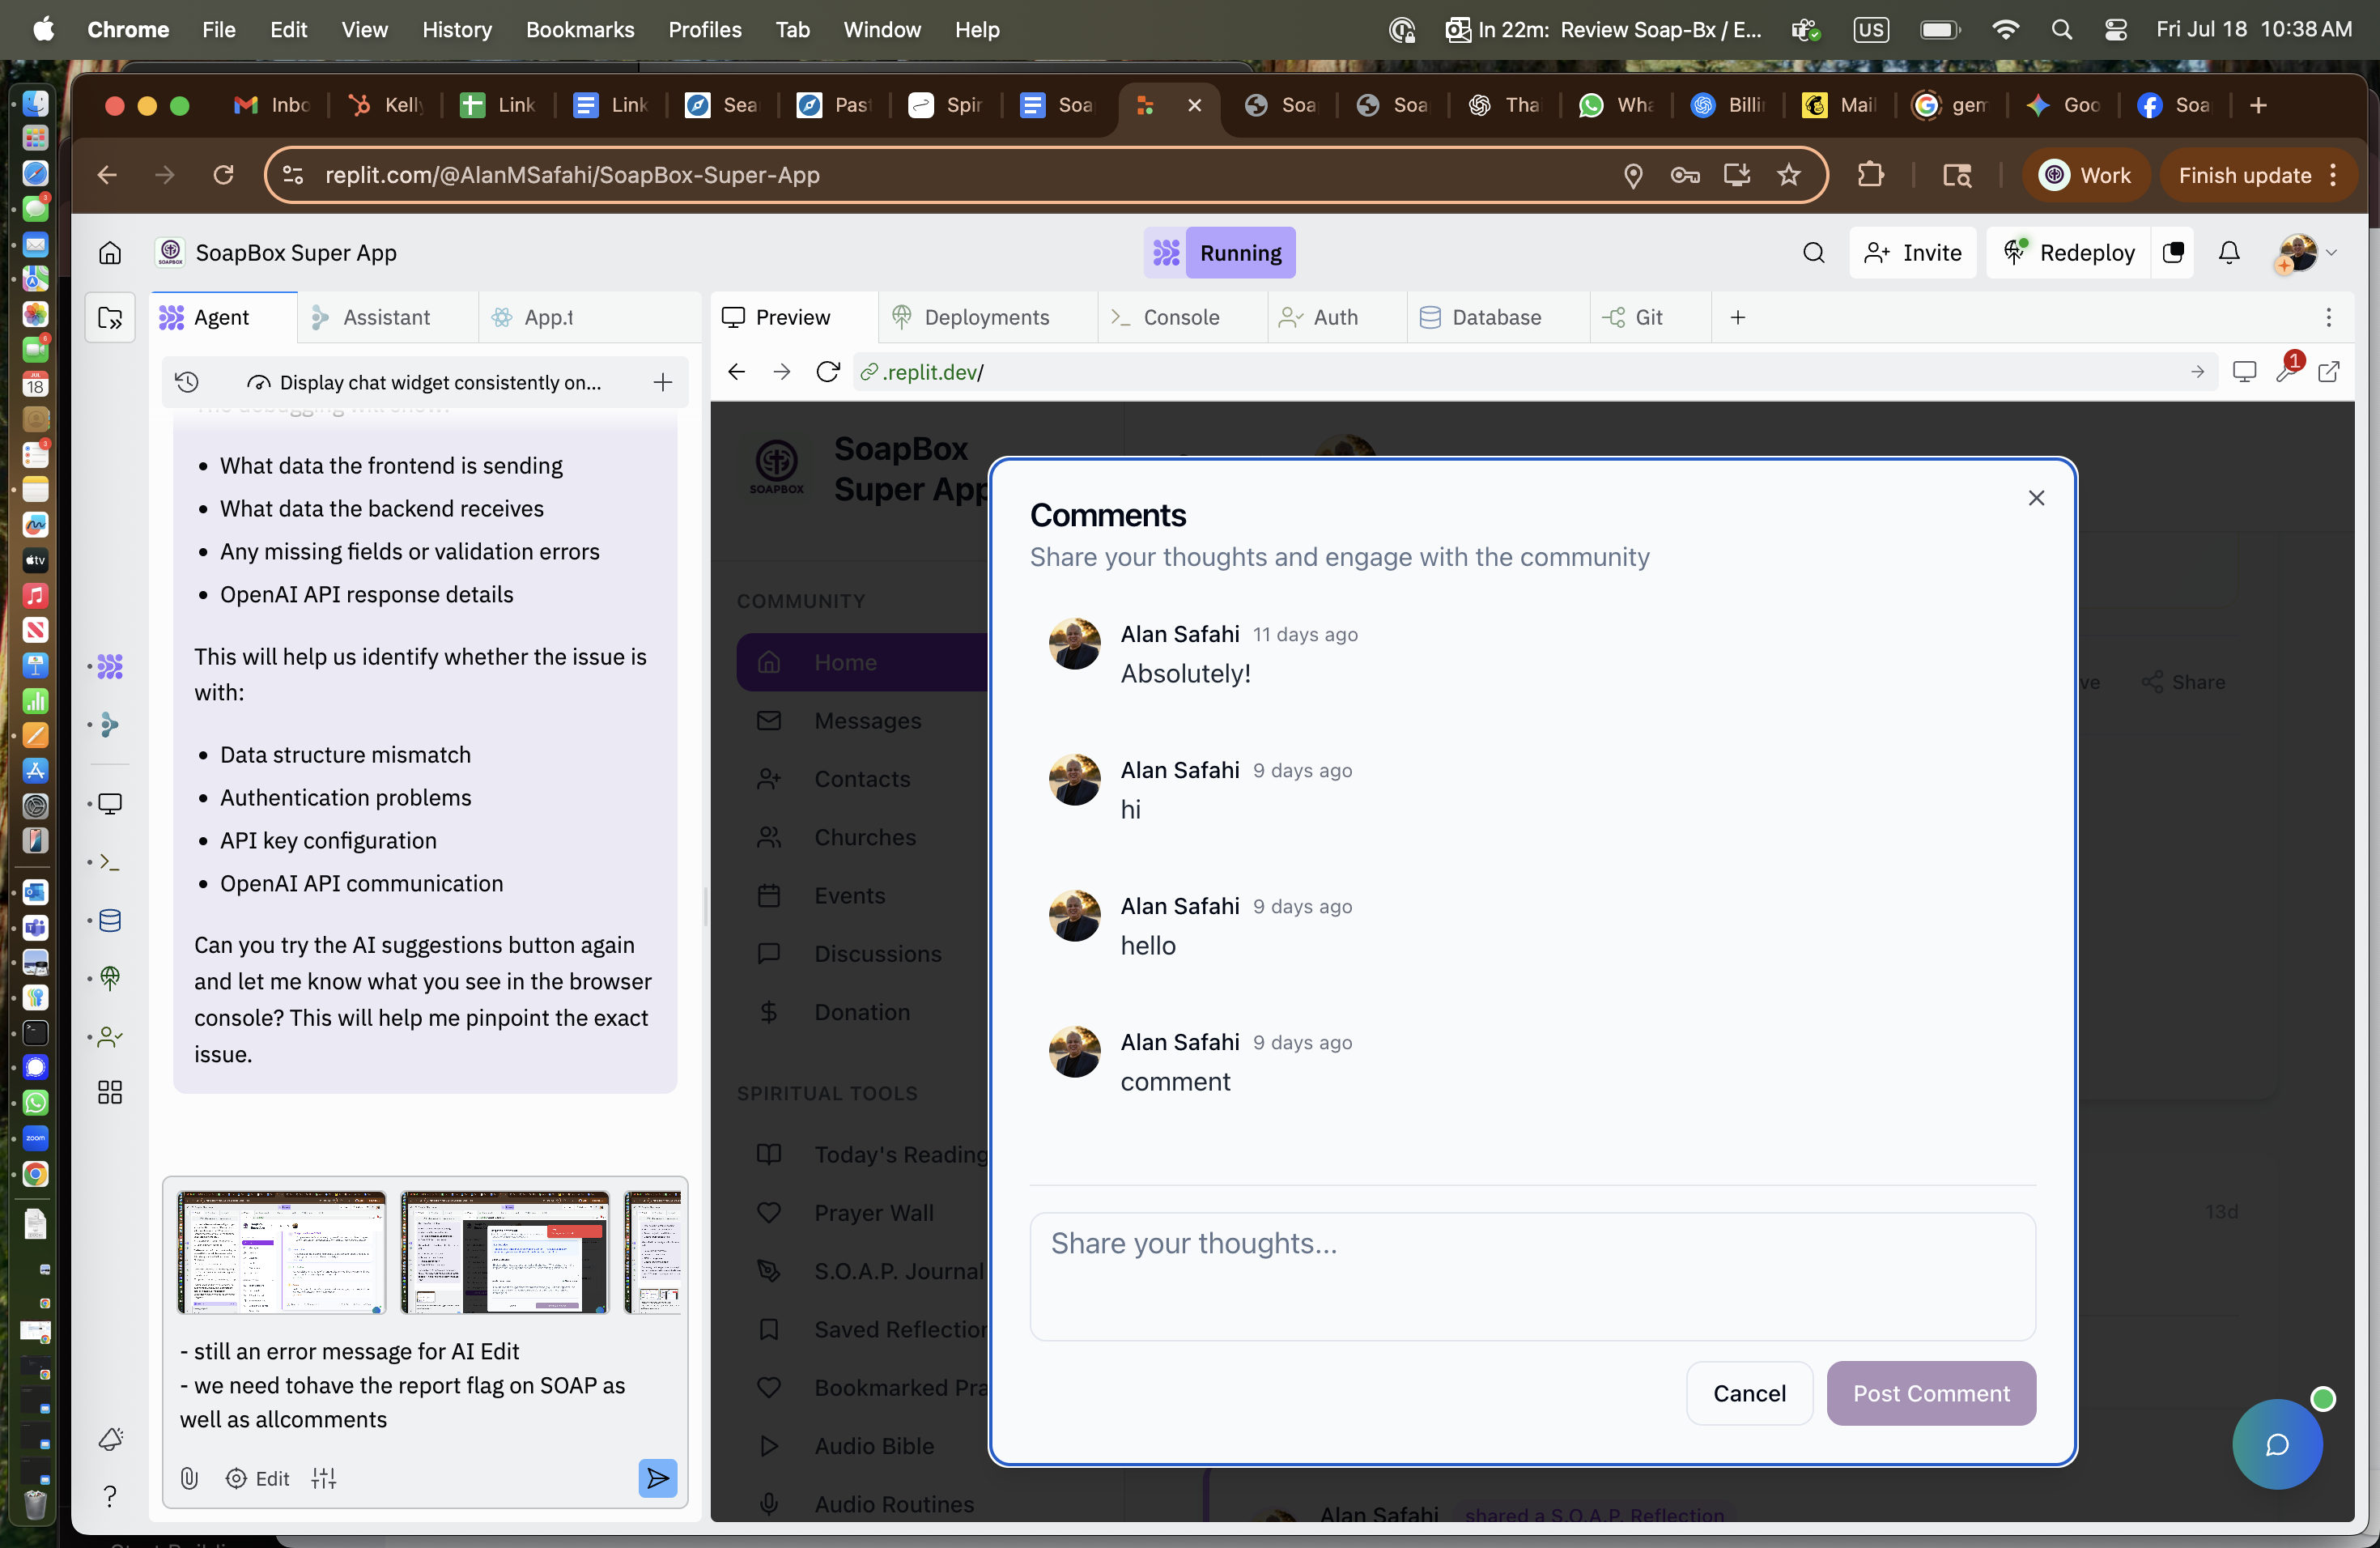 Chrome File Edit View History Bookmarks Profiles Tab Window Help
In 22m: Review Soap-Bx / E... US Fri Jul 18 10:38 AM
Inbo Kelly Link Link Sea Past Spir Soa Soa Soa Tha Wha Billin Mail gem Goo Soa
replit.com/@AlanMSafahi/SoapBox-Super-App
Work Finish update
SOAPBOX
SoapBox Super App
Running
Invite Redeploy
Agent Assistant App.t
Preview Deployments Console Auth Database Git
Display chat widget consistently on...
.replit.dev/
1
What data the frontend is sending
What data the backend receives
Any missing fields or validation errors
OpenAI API response details
This will help us identify whether the issue is
with:
Data structure mismatch
Authentication problems
API key configuration
OpenAI API communication
Can you try the AI suggestions button again
and let me know what you see in the browser
console? This will help me pinpoint the exact
issue.
- still an error message for AI Edit
- we need tohave the report flag on SOAP as
well as allcomments
Edit
?
SOAPBOX
SoapBox
Super App
COMMUNITY
Home
Messages
Contacts
Churches
Events
Discussions
Donation
SPIRITUAL TOOLS
Today's Reading
Prayer Wall
S.O.A.P. Journal
Saved Reflection
Bookmarked Pra
Audio Bible
Audio Routines
Comments
Share your thoughts and engage with the community
Alan Safahi 11 days ago
Absolutely!
Alan Safahi 9 days ago
hi
Alan Safahi 9 days ago
hello
Alan Safahi 9 days ago
comment
Share your thoughts...
Cancel Post Comment
ve Share
13d
Alan Safahi shared a S.O.A.P. Reflection
JUL
18
3
3
tv
zoom